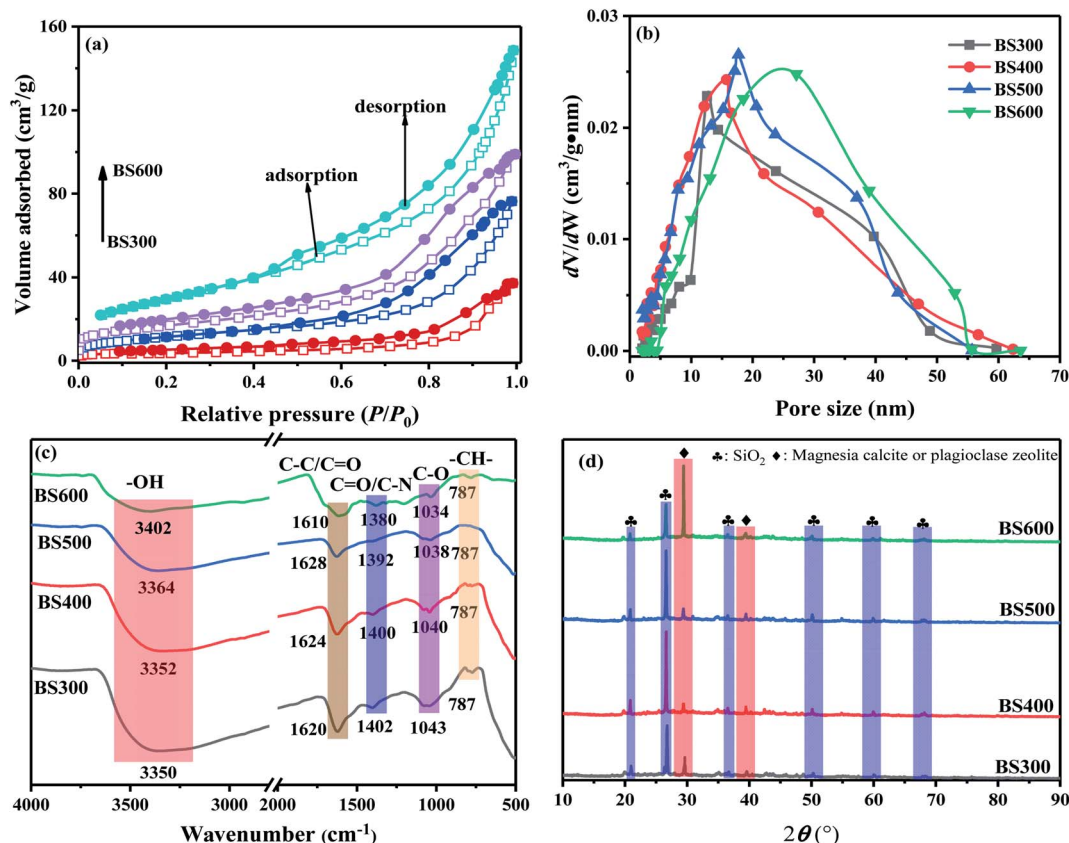 (a)
160
120
80
40
0
Volume adsorbed (cm³/g)
BS600
BS300
adsorption
desorption
0.0 0.2 0.4 0.6 0.8 1.0
Relative pressure (P/P₀)
(b)
0.03
0.02
0.01
0.00
dV/dW (cm³/g•nm)
BS300
BS400
BS500
BS600
0 10 20 30 40 50 60 70
Pore size (nm)
(c)
C-C/C=O
-CH-
C=O/C-N
C-O
-OH
BS600
3402
1610
1380
1034
787
BS500
3364
1628
1392
1038
787
BS400
3352
1624
1400
1040
787
BS300
3350
1620
1402
1043
787
4000 3500 3000 2000 1500 1000 500
Wavenumber (cm⁻¹)
(d)
♣: SiO₂ ♦: Magnesia calcite or plagioclase zeolite
BS600
BS500
BS400
BS300
10 20 30 40 50 60 70 80 90
2θ (°)